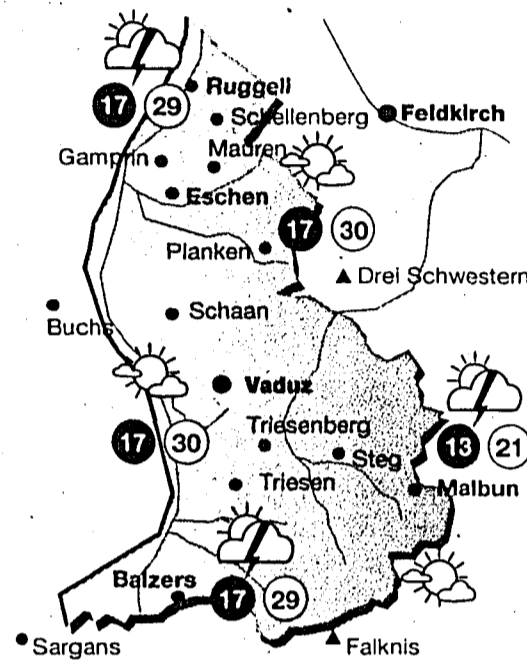 Ruggell
17 29
Schellenberg
Feldkirch
Mauren
Gamprin
Eschen
17 30
Planken
Drei Schwestern
Schaan
Buchs
Vaduz
17 30
Triesenberg
13 21
Steg
Triesen
Malbun
Balzers
17 29
Sargans
Falknis